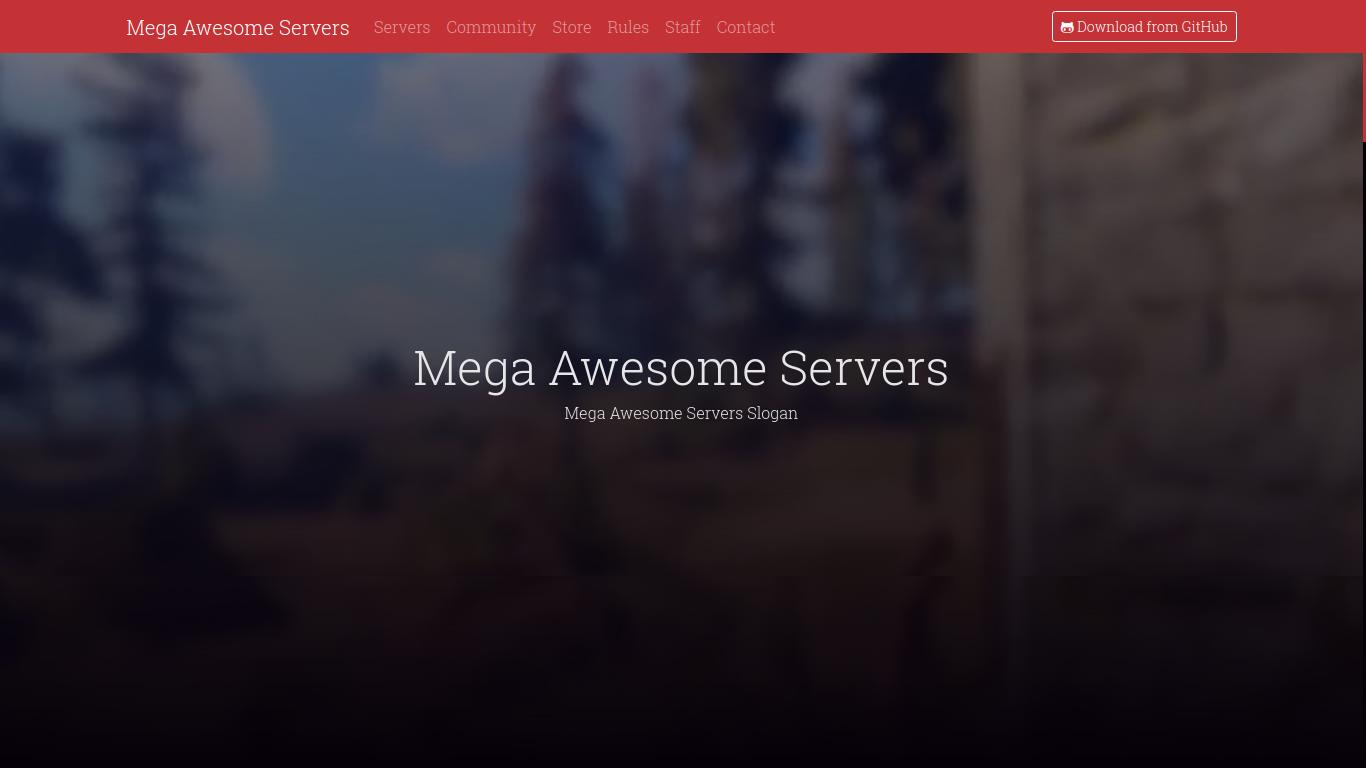 Mega Awesome Servers
Servers
Community
Store
Rules
Staff
Contact
Download from GitHub
Mega Awesome Servers
Mega Awesome Servers Slogan